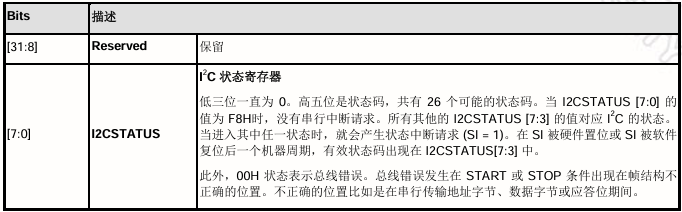 Bits 描述
[31:8] Reserved 保留
I²C 状态寄存器
低三位一直为 0。高五位是状态码，共有 26 个可能的状态码。当 I2CSTATUS [7:0] 的
值为 F8H时，没有串行中断请求。所有其他的 I2CSTATUS [7:3] 的值对应 I²C 的状态。
当进入其中任一状态时，就会产生状态中断请求 (SI = 1)。在 SI 被硬件置位或 SI 被软件
[7:0] I2CSTATUS 复位后一个机器周期，有效状态码出现在 I2CSTATUS[7:3] 中。
此外，00H 状态表示总线错误。总线错误发生在 START 或 STOP 条件出现在帧结构不
正确的位置。不正确的位置比如是在串行传输地址字节、数据字节或应答位期间。